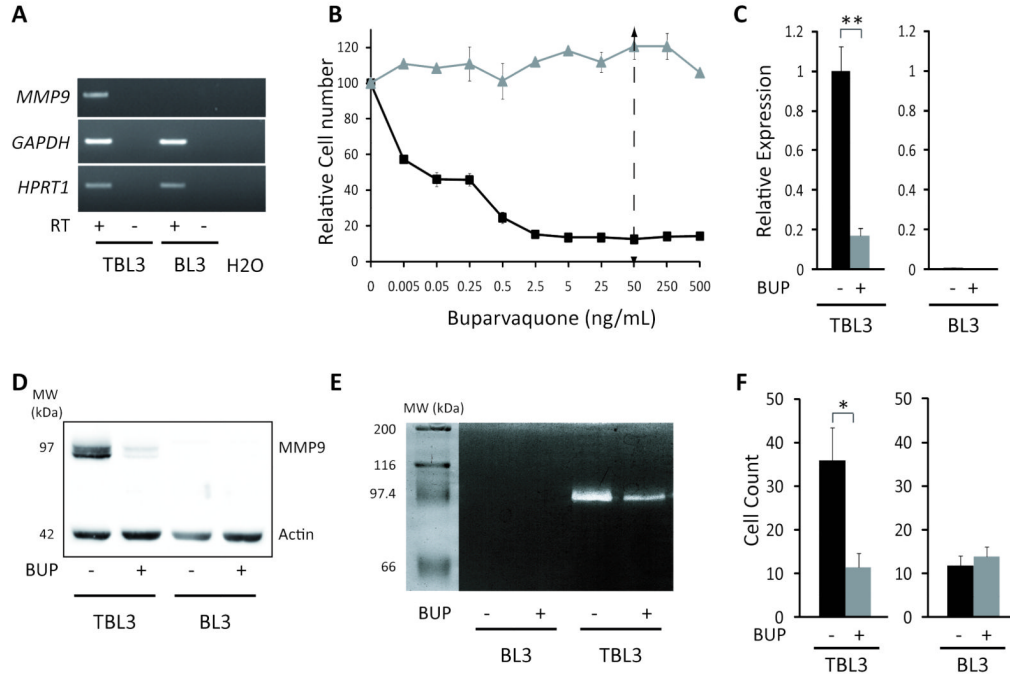 A
MMP9
GAPDH
HPRT1
RT + - + -
TBL3 BL3 H2O
B
Relative Cell number
120
100
80
60
40
20
0
0 0.005 0.05 0.25 0.5 2.5 5 25 50 250 500
Buparvaquone (ng/mL)
C
Relative Expression
1.2
1
0.8
0.6
0.4
0.2
0
**
1.2
1
0.8
0.6
0.4
0.2
0
BUP - + - +
TBL3 BL3
D
MW
(kDa)
97 MMP9
42 Actin
BUP - + - +
TBL3 BL3
E
MW (kDa)
200
116
97.4
66
BUP - + - +
BL3 TBL3
F
Cell Count
50
40
30
20
10
0
*
50
40
30
20
10
0
BUP - + - +
TBL3 BL3